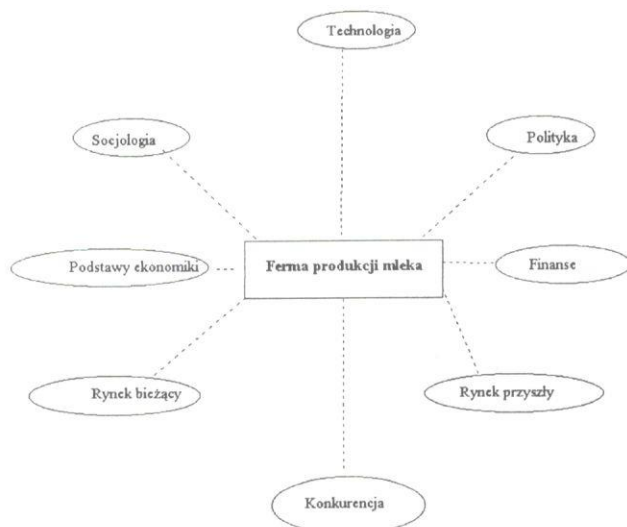 Technologia
Socjologia
Polityka
Podstawy ekonomiki
Ferma produkcji mleka
Finanse
Rynek bieżący
Rynek przyszły
Konkurencja